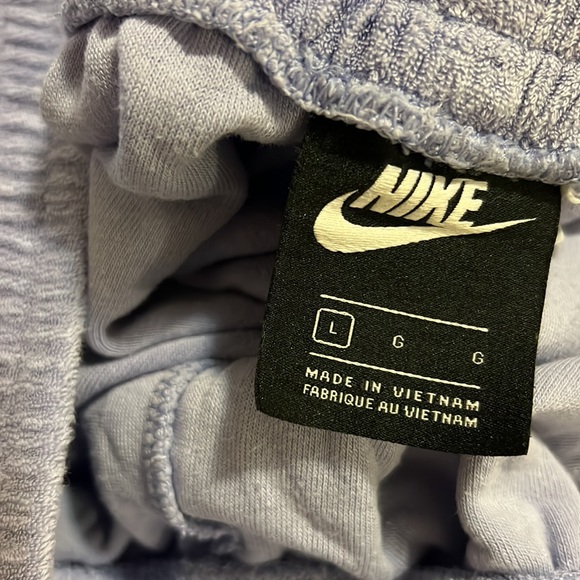 NIKE
L G G
MADE IN VIETNAM
FABRIQUE AU VIETNAM